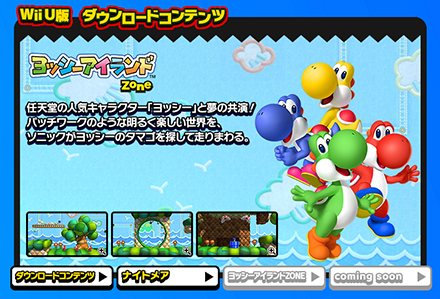 Wii U版 ダウンロードコンテンツ
ヨッシーアイランド™
Zone
任天堂の人気キャラクター「ヨッシー」と夢の共演!
パッチワークのような明るく楽しい世界を、
ソニックがヨッシーのタマゴを探して走りまわる。
ダウンロードコンテンツ
ナイトメア
ヨッシーアイランドZONE
coming soon